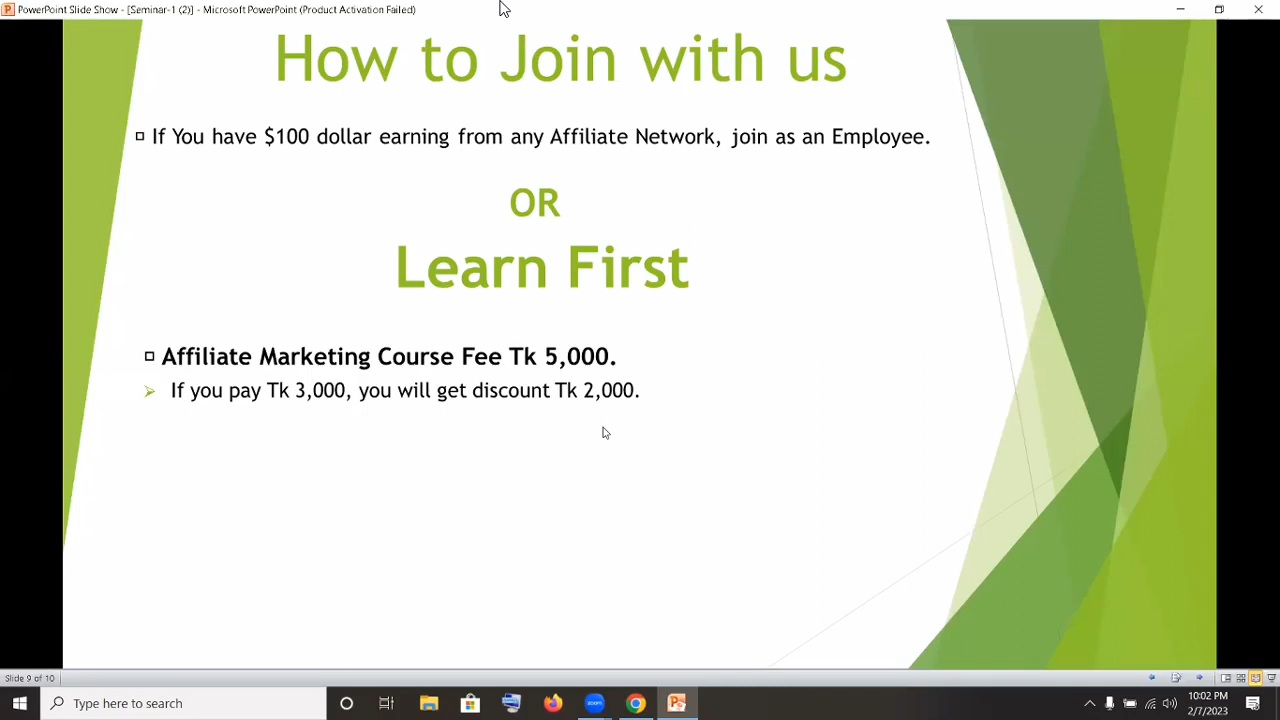 PowerPoint Slide Show - [Seminar-1 (2)] - Microsoft PowerPoint (Product Activation Failed)
How to Join with us
If You have $100 dollar earning from any Affiliate Network, join as an Employee.
OR
Learn First
Affiliate Marketing Course Fee Tk 5,000.
If you pay Tk 3,000, you will get discount Tk 2,000.
Slide 9 of 10
Type here to search
zoom
10:02 PM
2/7/2023